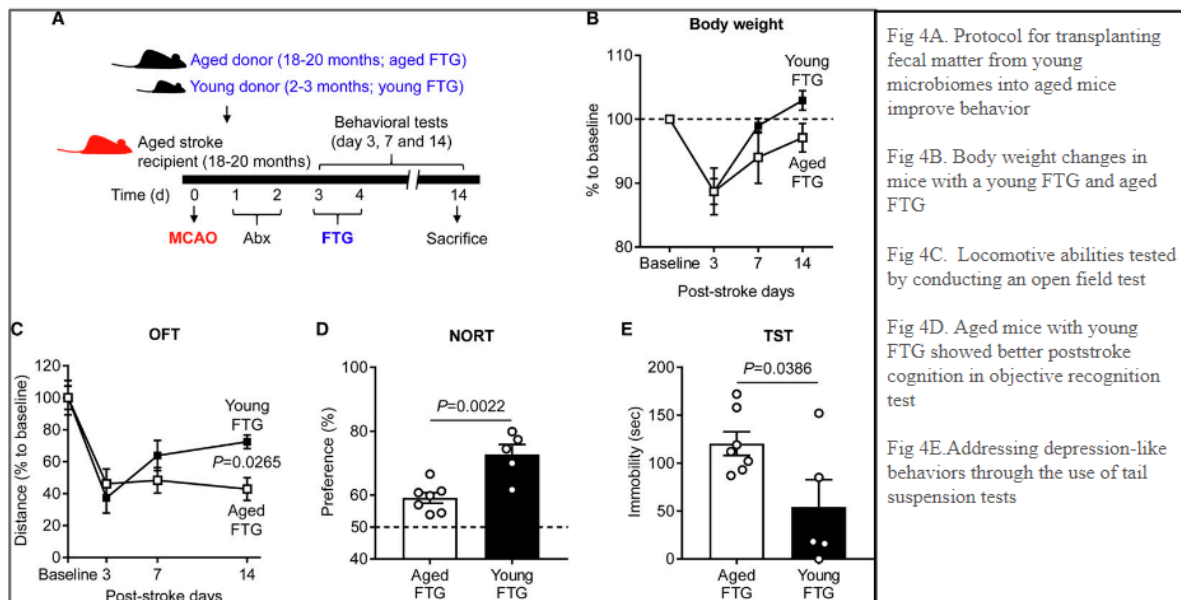 A
Aged donor (18-20 months; aged FTG)
Young donor (2-3 months; young FTG)
Behavioral tests
(day 3, 7 and 14)
Aged stroke
recipient (18-20 months)
Time (d) 0 1 2 3 4 14
MCAO Abx FTG Sacrifice
B
Body weight
% to baseline
110
100
90
80
Young
FTG
Aged
FTG
Baseline 3 7 14
Post-stroke days
C
OFT
Distance (% to baseline)
120
100
80
60
40
20
0
Young
FTG
P=0.0265
Aged
FTG
Baseline 3 7 14
Post-stroke days
D
NORT
Preference (%)
100
80
60
50
40
P=0.0022
Aged Young
FTG FTG
E
TST
Immobility (sec)
200
150
100
50
0
P=0.0386
Aged Young
FTG FTG
Fig 4A. Protocol for transplanting
fecal matter from young
microbiomes into aged mice
improve behavior
Fig 4B. Body weight changes in
mice with a young FTG and aged
FTG
Fig 4C. Locomotive abilities tested
by conducting an open field test
Fig 4D. Aged mice with young
FTG showed better poststroke
cognition in objective recognition
test
Fig 4E.Addressing depression-like
behaviors through the use of tail
suspension tests